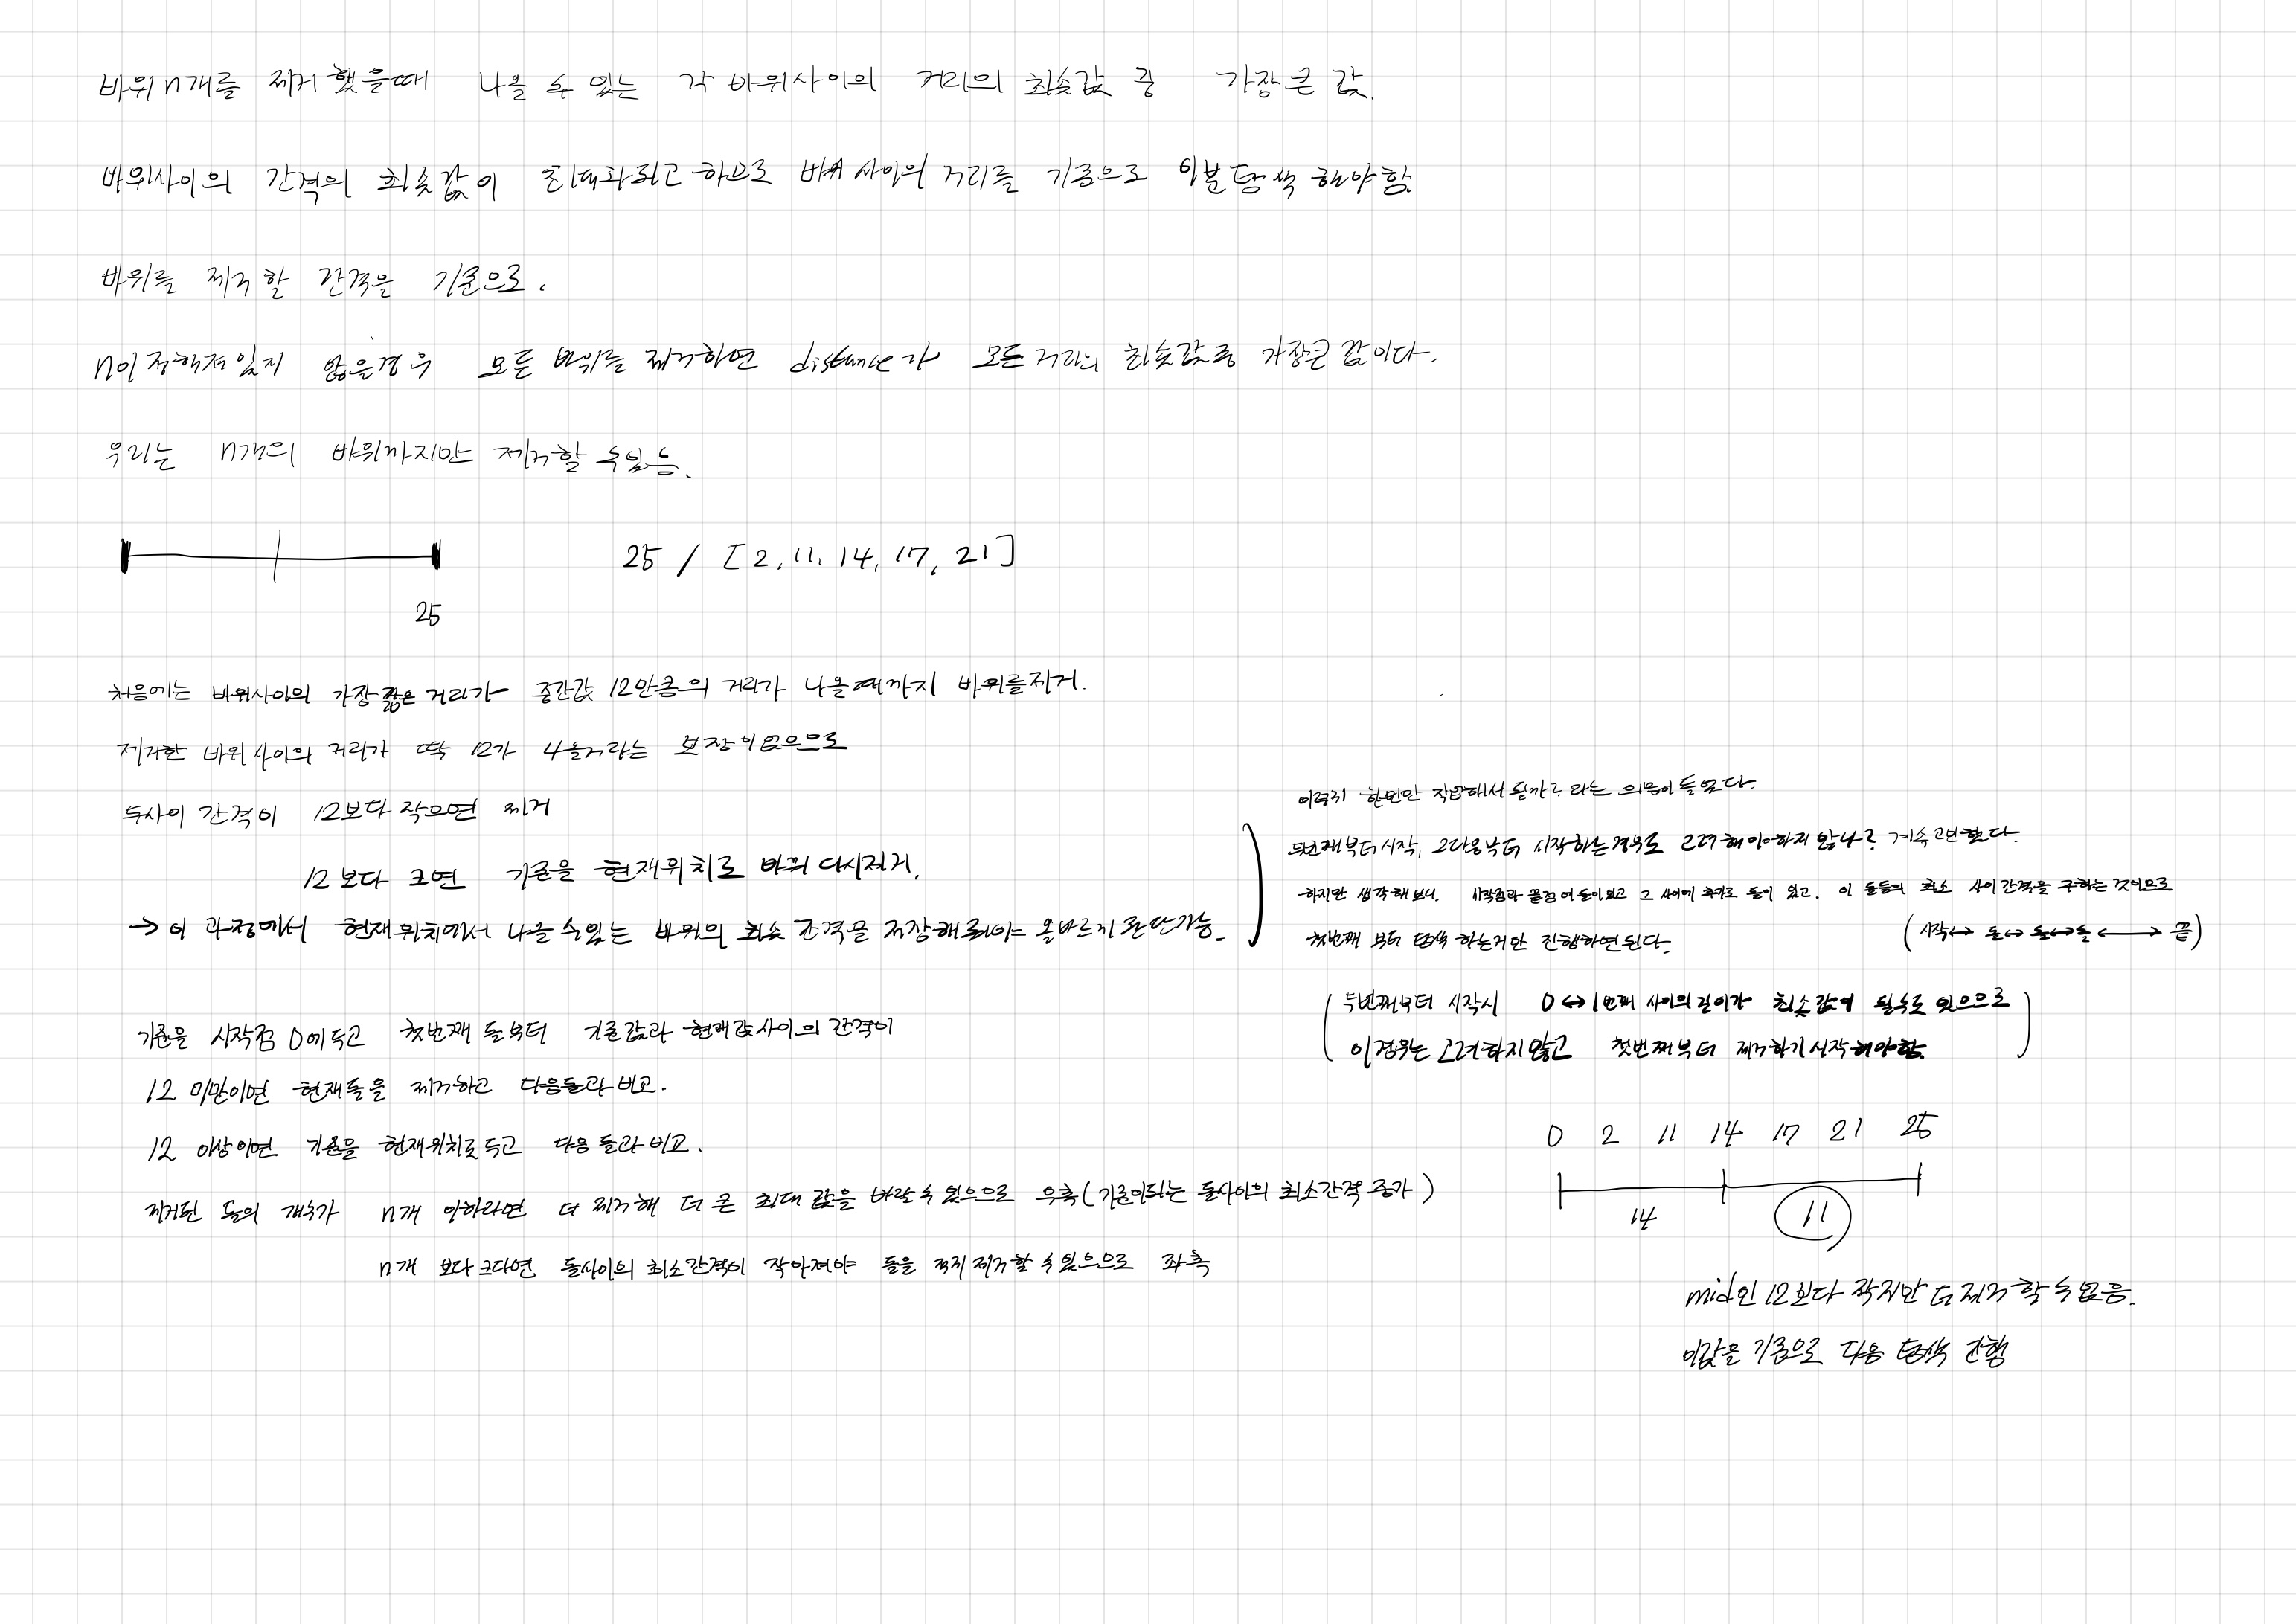 바위 n개를 제거 했을때 나올 수 있는 각 바위사이의 거리의 최솟값 중 가장 큰 값.
바위사이의 간격의 최솟값이 최대화되고 하므로 바위 사이의 거리를 기준으로 이분탐색 해야함
바위를 제거할 간격을 기준으로.
n이 정해져있지 않을경우 모든 바위를 제거하면 distance가 모든 거리의 최솟값중 가장큰 값이다.
우리는 n개의 바위까지만 제거할 수 있음.
25 / [2, 11, 14, 17, 21]
25
처음에는 바위사이의 가장 짧은 거리가 중간값 12만큼의 거리가 나올때까지 바위를 제거.
제거한 바위 사이의 거리가 딱 12가 나올거라는 보장이 없으므로
두사이 간격이 12보다 작으면 제거
12보다 크면 기준을 현재위치로 바꿔 다시제거.
→ 이 과정에서 현재위치에서 나올 수 있는 바위의 최소 간격을 저장해둬야 올바르게 판단가능.
이렇게 한번만 작업해서 될까? 라는 의문이 들었다.
두번째부터 시작, 그다음부터 시작하는 경우도 고려해야하지 않나? 계속 고민했다.
하지만 생각해보니. 시작점과 끝점에 돌이있고 그 사이에 추가로 돌이 있고. 이 돌들의 최소 사이간격을 구하는 것이므로
첫번째 부터 탐색 하는거만 진행하면된다.
(시작↔ 돌↔ 돌↔돌 ⟷ 끝)
두번째부터 시작시 0↔1번째 사이의 길이가 최솟값이 될수도 있으므로
이경우는 고려하지 않고 첫번째부터 제거하기 시작해야함.
기준을 시작점 0에 두고 첫번째 돌부터 기준값과 현재값사이의 간격이
12 미만이면 현재돌을 제거하고 다음돌과 비교.
12 이상이면 기준을 현재위치로 두고 다음 돌과 비교.
제거된 돌의 개수가 n개 이하라면 더 제거해 더 큰 최대 값을 바랄 수 있으므로 우측(기준이되는 돌사이의 최소간격 증가)
n개 보다 크다면 돌사이의 최소간격이 작아져야 돌을 적게 제거할 수 있으므로 좌측
0 2 11 14 17 21 25
14 11
mid인 12보다 작지만 더 제거 할 수 없음.
이값을 기준으로 다음 탐색 진행